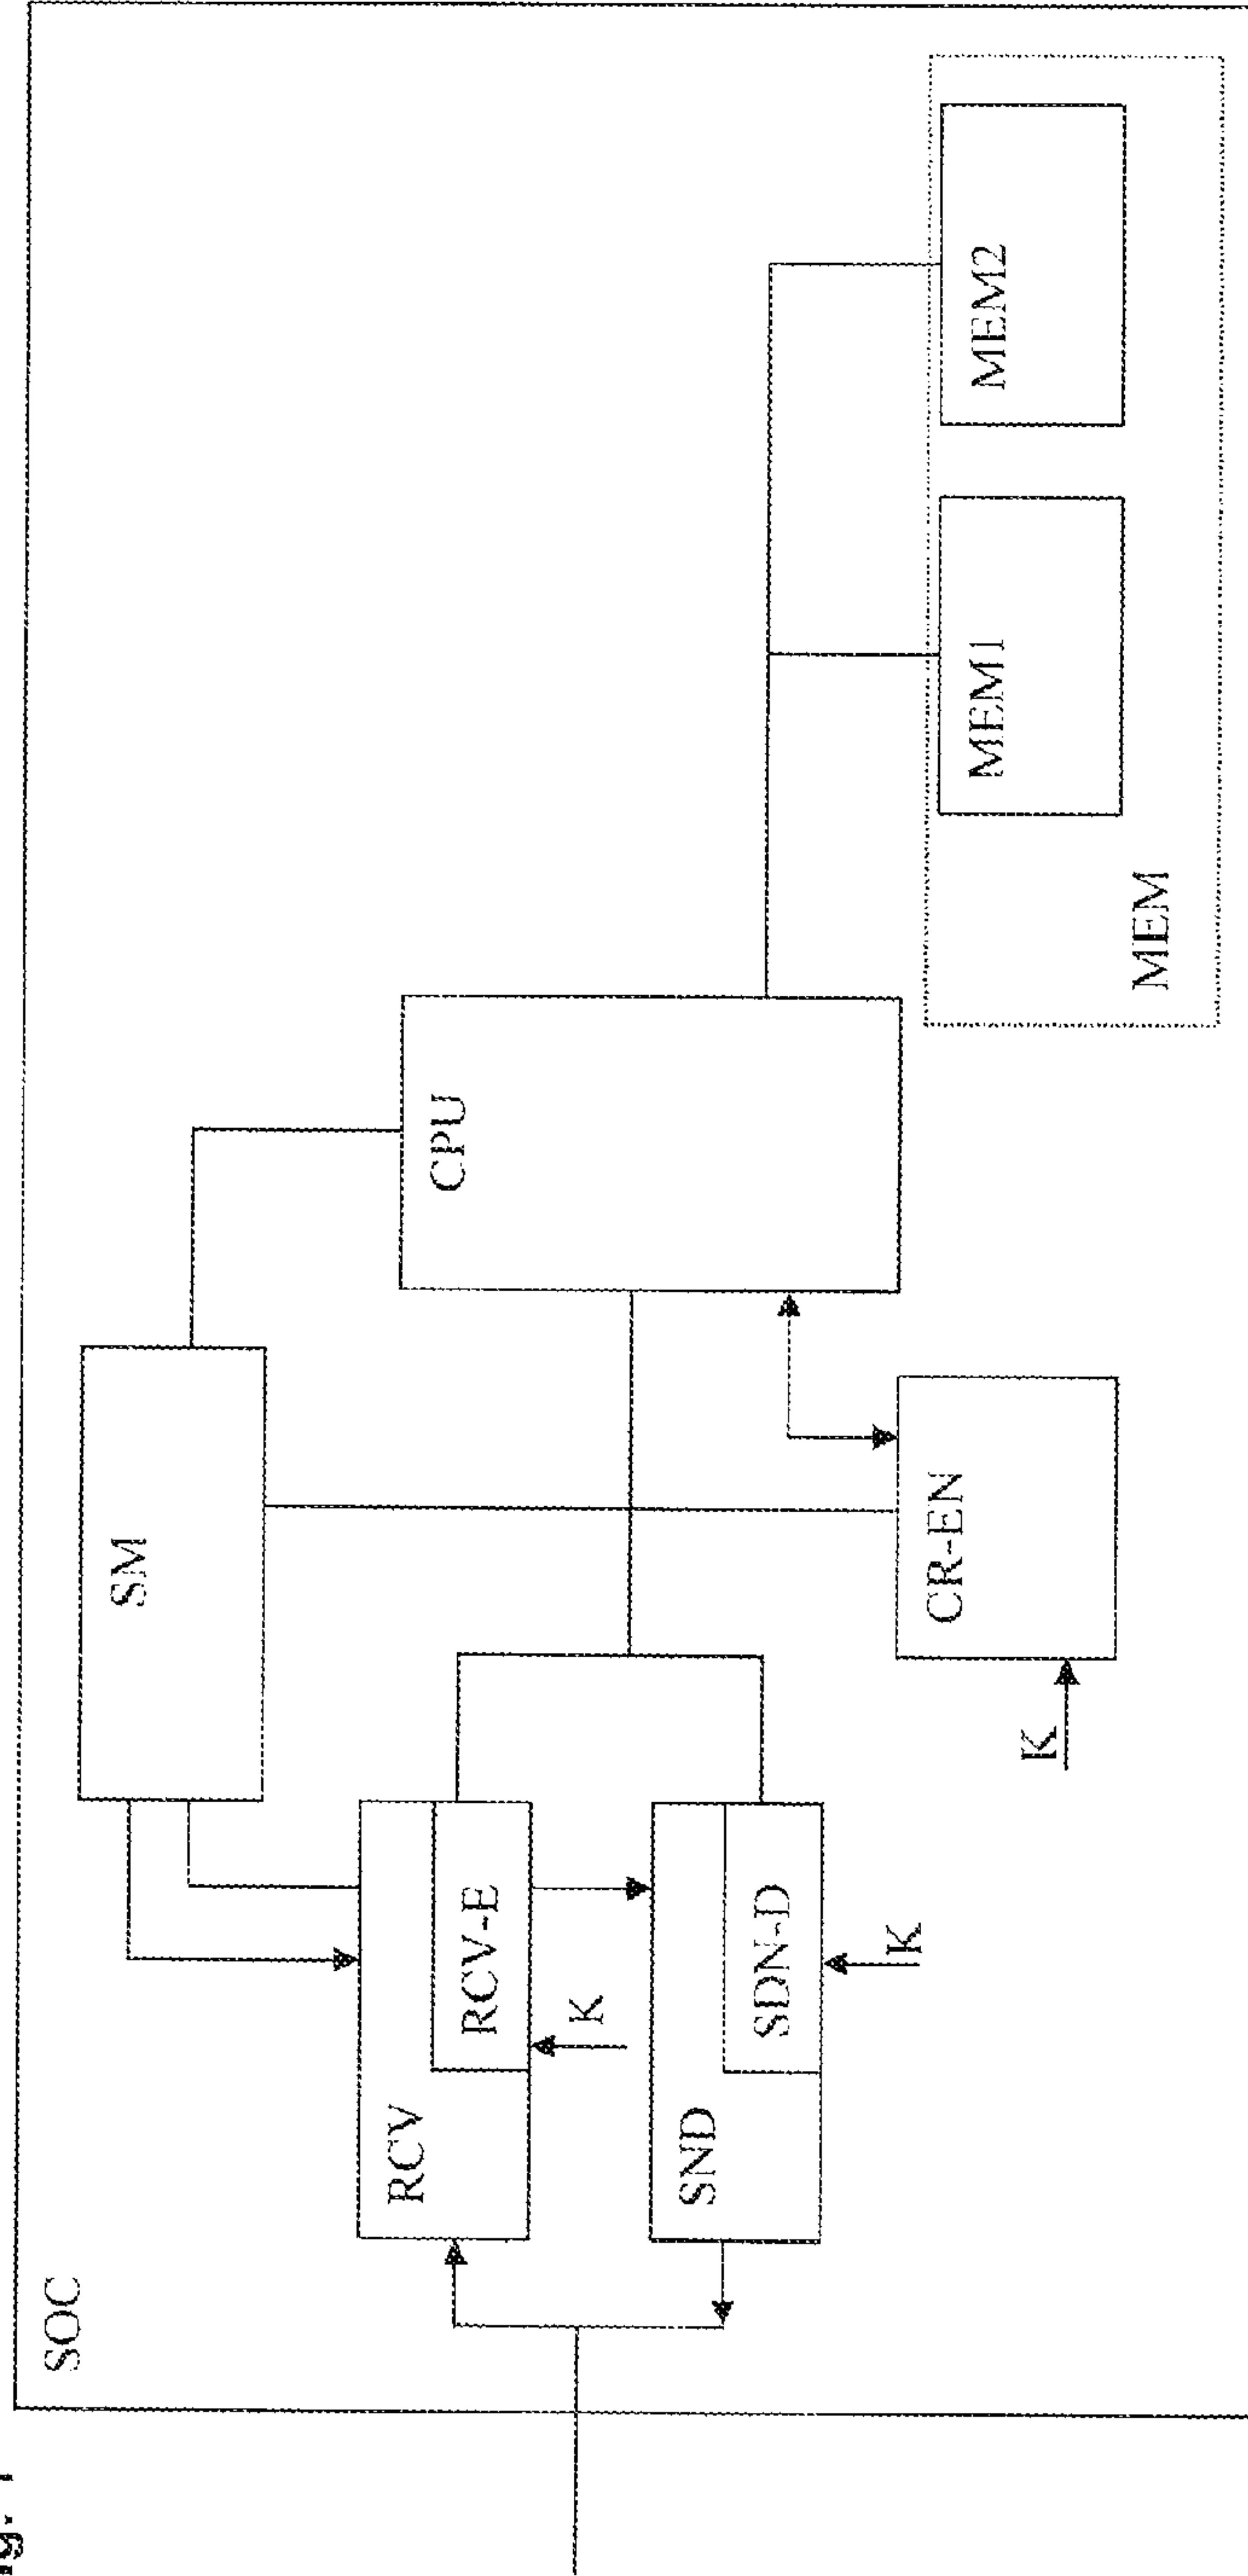 SOC
SM
RCV
RCV-E
K
SND
SDN-D
K
CPU
CR-EN
K
MEM1
MEM2
MEM